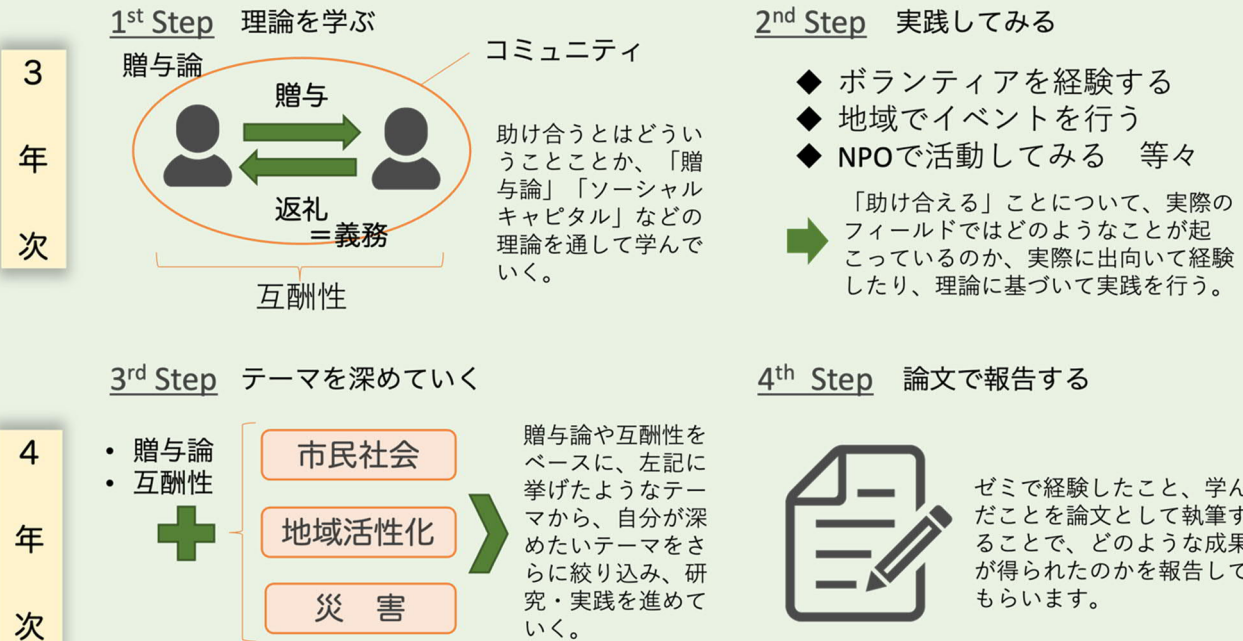 3
年
次
1st Step 理論を学ぶ
贈与論
コミュニティ
贈与
返礼
=義務
互酬性
助け合うとはどうい
うことことか、「贈
与論」「ソーシャル
キャピタル」などの
理論を通して学んで
いく。
2nd Step 実践してみる
◆ ボランティアを経験する
◆ 地域でイベントを行う
◆ NPOで活動してみる 等々
「助け合える」ことについて、実際の
フィールドではどのようなことが起
こっているのか、実際に出向いて経験
したり、理論に基づいて実践を行う。
4
年
次
3rd Step テーマを深めていく
• 贈与論
• 互酬性
市民社会
地域活性化
災 害
贈与論や互酬性を
ベースに、左記に
挙げたようなテー
マから、自分が深
めたいテーマをさ
らに絞り込み、研
究・実践を進めて
いく。
4th Step 論文で報告する
ゼミで経験したこと、学ん
だことを論文として執筆す
ることで、どのような成果
が得られたのかを報告して
もらいます。